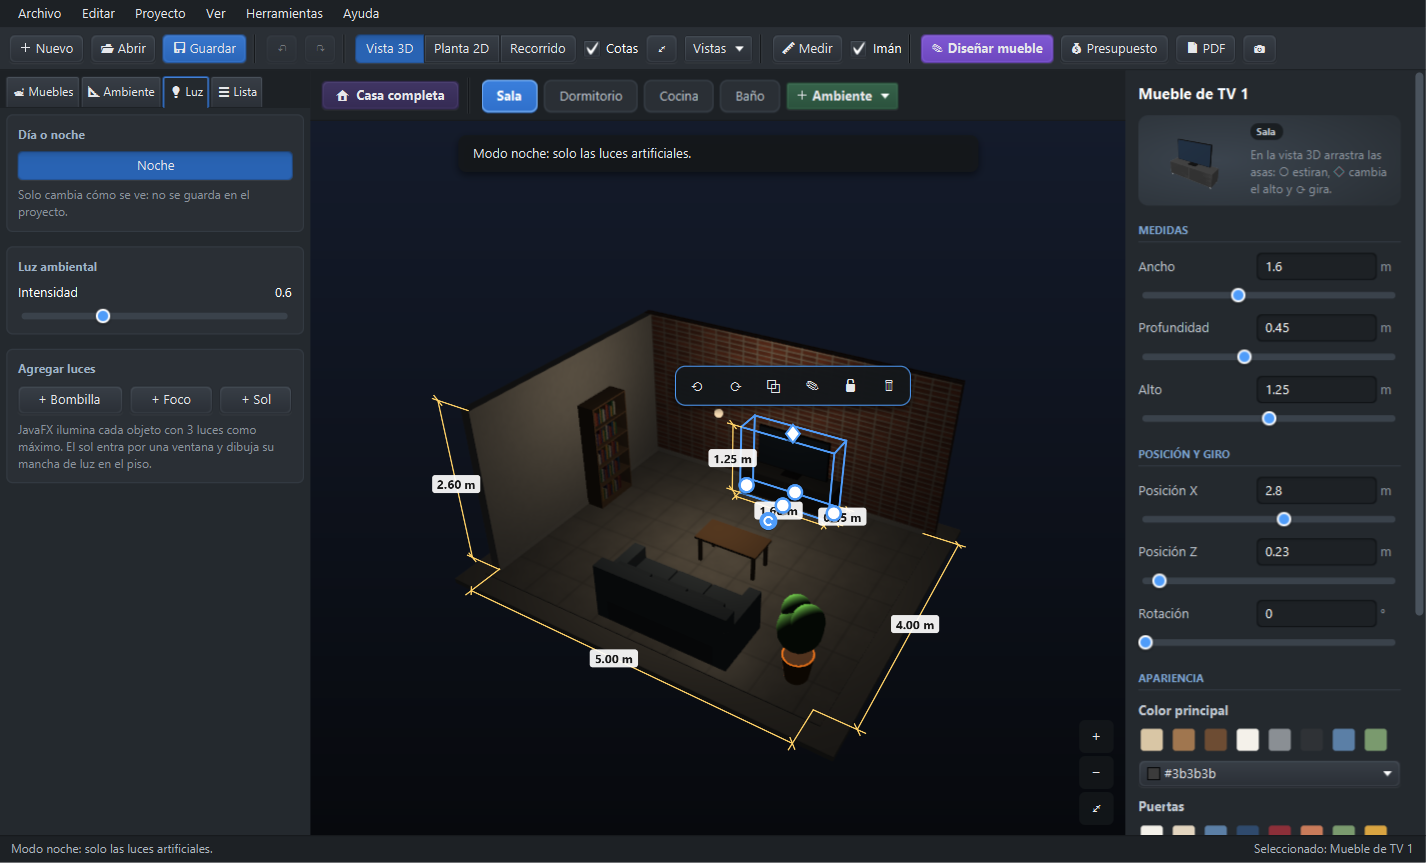 Archivo Editar Proyecto Ver Herramientas Ayuda
+ Nuevo Abrir Guardar Vista 3D Planta 2D Recorrido Cotas Vistas Medir Imán Diseñar mueble Presupuesto PDF
Muebles Ambiente Luz Lista
Casa completa Sala Dormitorio Cocina Baño + Ambiente
Día o noche
Noche
Solo cambia cómo se ve: no se guarda en el
proyecto.
Luz ambiental
Intensidad 0.6
Agregar luces
+ Bombilla + Foco + Sol
JavaFX ilumina cada objeto con 3 luces como
máximo. El sol entra por una ventana y dibuja su
mancha de luz en el piso.
Modo noche: solo las luces artificiales.
1.25 m
2.60 m
4.00 m
5.00 m
+
−
Mueble de TV 1
Sala
En la vista 3D arrastra las
asas: ○ estiran, ◇ cambia
el alto y ⟳ gira.
MEDIDAS
Ancho 1.6 m
Profundidad 0.45 m
Alto 1.25 m
POSICIÓN Y GIRO
Posición X 2.8 m
Posición Z 0.23 m
Rotación 0 °
APARIENCIA
Color principal
#3b3b3b
Puertas
Modo noche: solo las luces artificiales.
Seleccionado: Mueble de TV 1